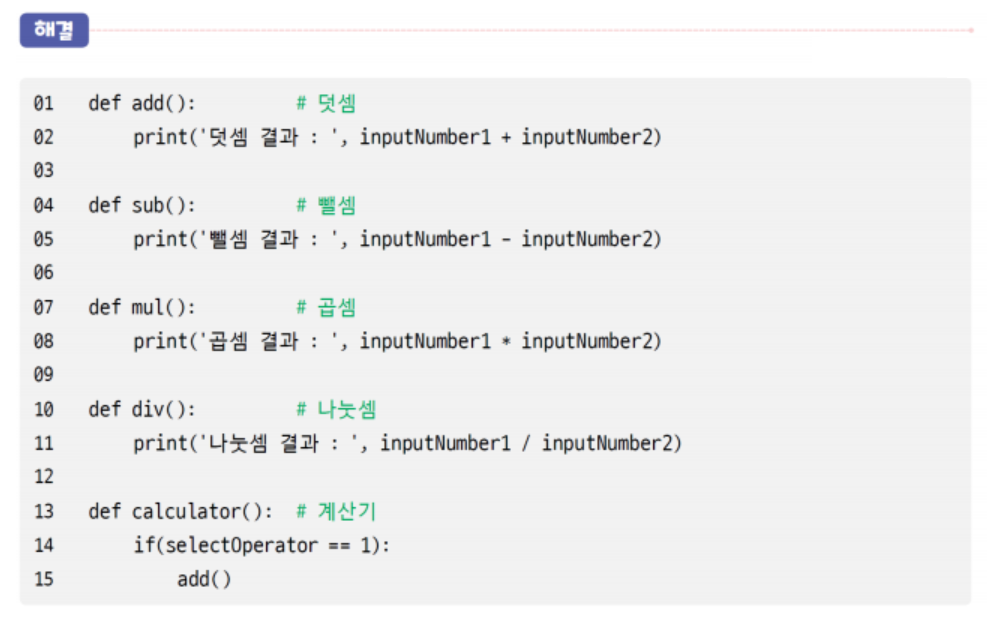 해결
01 def add(): # 덧셈
02 print('덧셈 결과 : ', inputNumber1 + inputNumber2)
03
04 def sub(): # 뺄셈
05 print('뺄셈 결과 : ', inputNumber1 - inputNumber2)
06
07 def mul(): # 곱셈
08 print('곱셈 결과 : ', inputNumber1 * inputNumber2)
09
10 def div(): # 나눗셈
11 print('나눗셈 결과 : ', inputNumber1 / inputNumber2)
12
13 def calculator(): # 계산기
14 if(selectOperator == 1):
15 add()